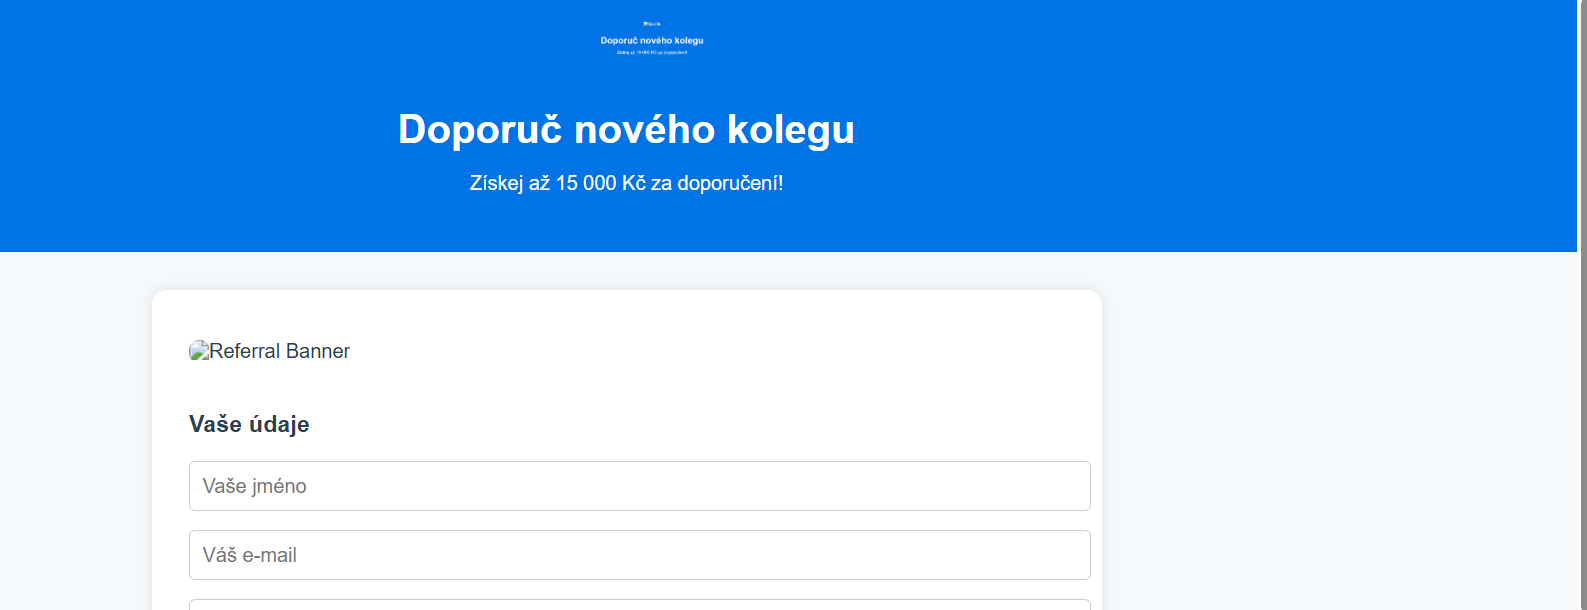 Doporuč nového kolegu
Získej až 15 000 Kč za doporučení!
Doporuč nového kolegu
Získej až 15 000 Kč za doporučení!
Referral Banner
Vaše údaje
Vaše jméno
Váš e-mail